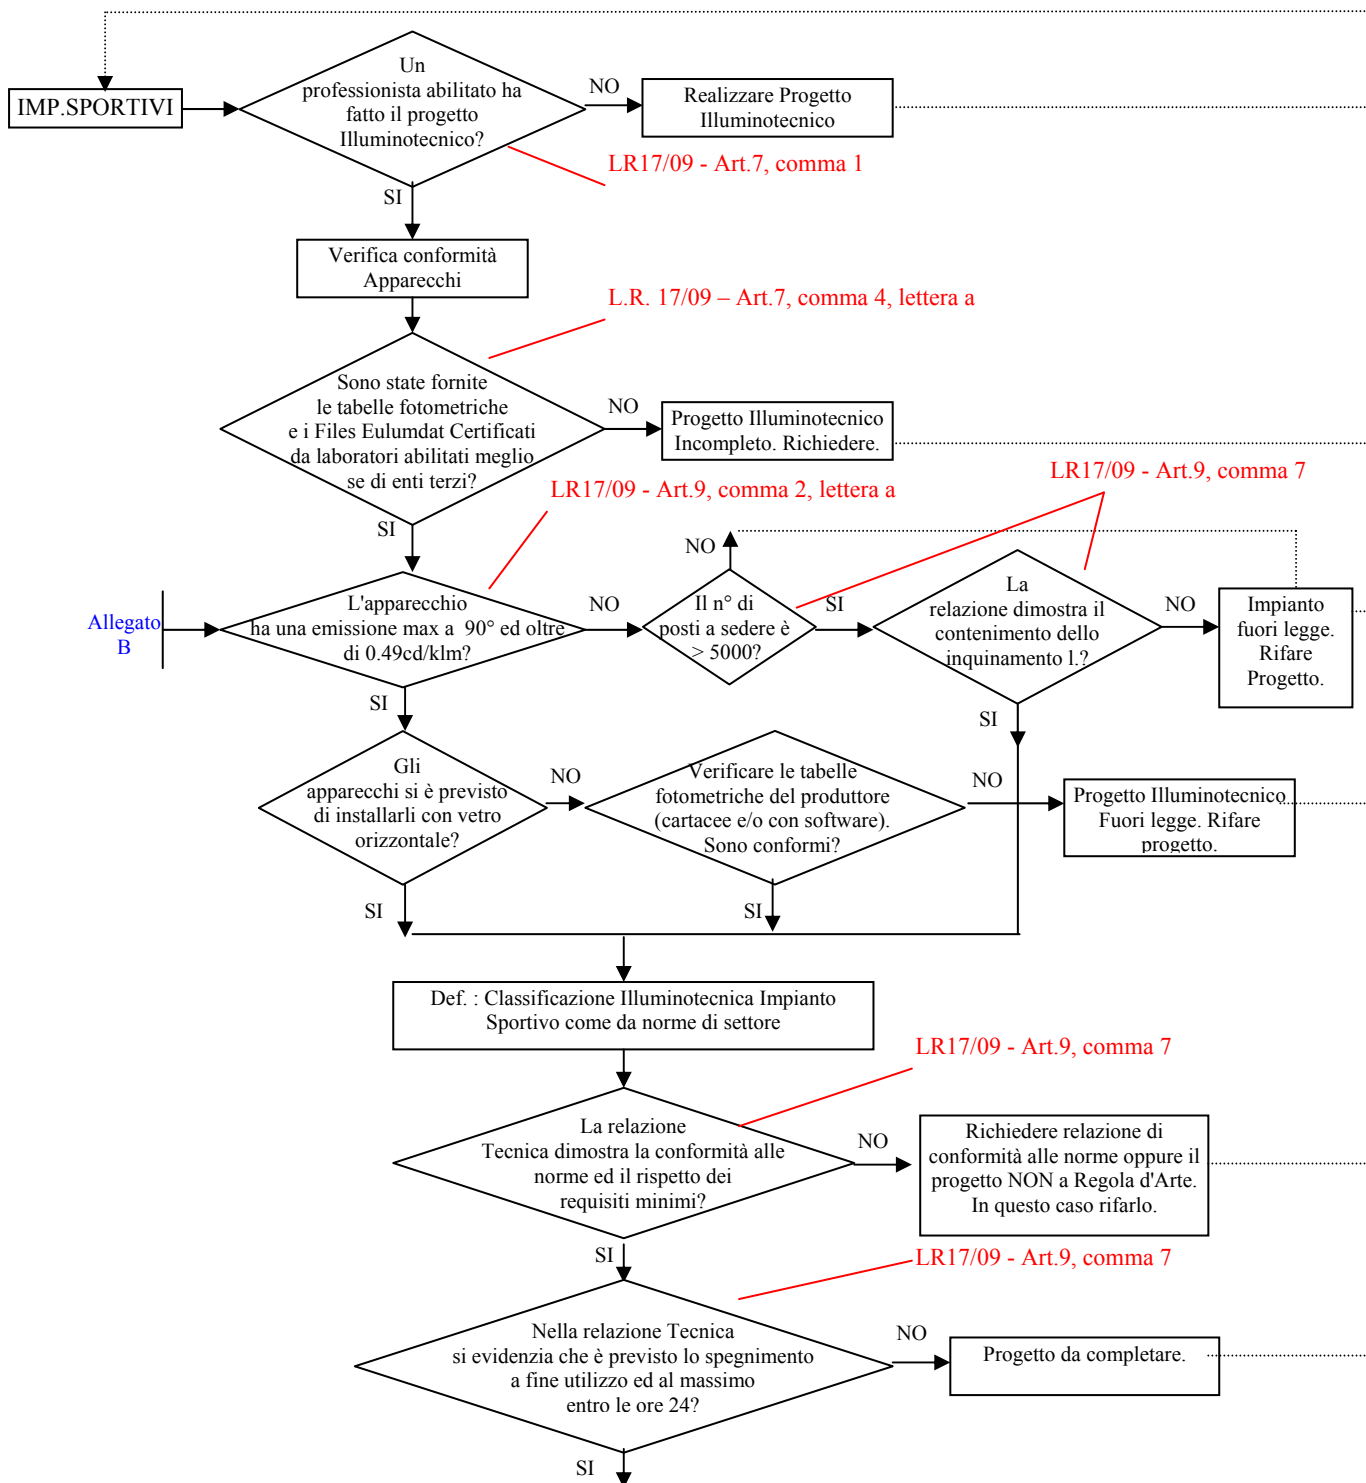 IMP.SPORTIVI
Un
professionista abilitato ha
fatto il progetto
Illuminotecnico?
NO
Realizzare Progetto
Illuminotecnico
LR17/09 - Art.7, comma 1
SI
Verifica conformità
Apparecchi
L.R. 17/09 – Art.7, comma 4, lettera a
Sono state fornite
le tabelle fotometriche
e i Files Eulumdat Certificati
da laboratori abilitati meglio
se di enti terzi?
NO
Progetto Illuminotecnico
Incompleto. Richiedere.
LR17/09 - Art.9, comma 2, lettera a
LR17/09 - Art.9, comma 7
SI
Allegato
B
L'apparecchio
ha una emissione max a 90° ed oltre
di 0.49cd/klm?
NO
NO
Il n° di
posti a sedere è
> 5000?
SI
La
relazione dimostra il
contenimento dello
inquinamento l.?
NO
Impianto
fuori legge.
Rifare
Progetto.
SI
SI
Gli
apparecchi si è previsto
di installarli con vetro
orizzontale?
NO
Verificare le tabelle
fotometriche del produttore
(cartacee e/o con software).
Sono conformi?
NO
Progetto Illuminotecnico
Fuori legge. Rifare
progetto.
SI
SI
Def. : Classificazione Illuminotecnica Impianto
Sportivo come da norme di settore
LR17/09 - Art.9, comma 7
La relazione
Tecnica dimostra la conformità alle
norme ed il rispetto dei
requisiti minimi?
NO
Richiedere relazione di
conformità alle norme oppure il
progetto NON a Regola d'Arte.
In questo caso rifarlo.
SI
LR17/09 - Art.9, comma 7
Nella relazione Tecnica
si evidenzia che è previsto lo spegnimento
a fine utilizzo ed al massimo
entro le ore 24?
NO
Progetto da completare.
SI